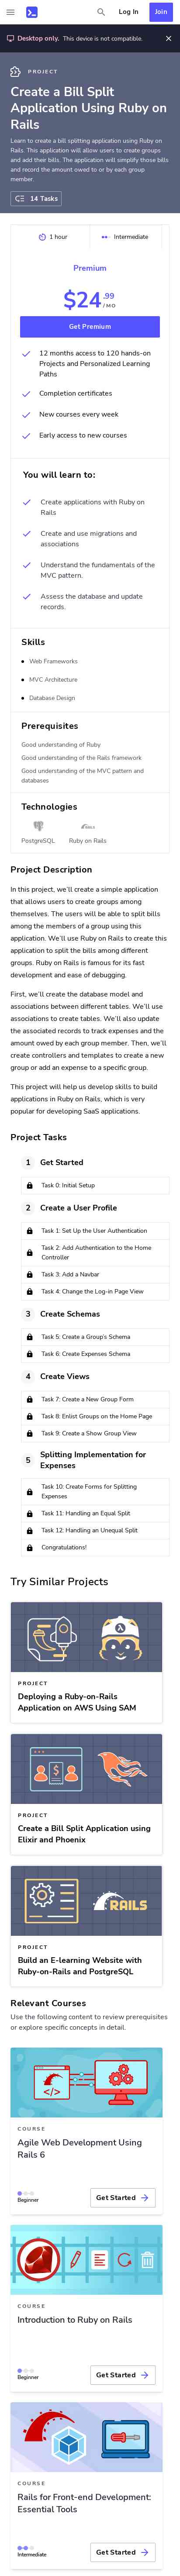 Log In
Join
Desktop only. This device is not compatible.
PROJECT
Create a Bill Split
Application Using Ruby on
Rails
Learn to create a bill splitting application using Ruby on
Rails. This application will allow users to create groups
and add their bills. The application will simplify those bills
and record the amount owed to or by each group
member.
14 Tasks
1 hour
Intermediate
Premium
$24.99
/MO
Get Premium
12 months access to 120 hands-on
Projects and Personalized Learning
Paths
Completion certificates
New courses every week
Early access to new courses
You will learn to:
Create applications with Ruby on
Rails
Create and use migrations and
associations
Understand the fundamentals of the
MVC pattern.
Assess the database and update
records.
Skills
Web Frameworks
MVC Architecture
Database Design
Prerequisites
Good understanding of Ruby
Good understanding of the Rails framework
Good understanding of the MVC pattern and
databases
Technologies
PostgreSQL
Ruby on Rails
Project Description
In this project, we'll create a simple application
that allows users to create groups among
themselves. The users will be able to split bills
among the members of a group using this
application. We'll use Ruby on Rails to create this
application to split the bills among different
groups. Ruby on Rails is famous for its fast
development and ease of debugging.
First, we'll create the database model and
associations between different tables. We'll use
associations to create tables. We'll also update
the associated records to track expenses and the
amount owed by each group member. Then, we'll
create controllers and templates to create a new
group or add an expense to a specific group.
This project will help us develop skills to build
applications in Ruby on Rails, which is very
popular for developing SaaS applications.
Project Tasks
1 Get Started
Task 0: Initial Setup
2 Create a User Profile
Task 1: Set Up the User Authentication
Task 2: Add Authentication to the Home
Controller
Task 3: Add a Navbar
Task 4: Change the Log-in Page View
3 Create Schemas
Task 5: Create a Group's Schema
Task 6: Create Expenses Schema
4 Create Views
Task 7: Create a New Group Form
Task 8: Enlist Groups on the Home Page
Task 9: Create a Show Group View
5 Splitting Implementation for
Expenses
Task 10: Create Forms for Splitting
Expenses
Task 11: Handling an Equal Split
Task 12: Handling an Unequal Split
Congratulations!
Try Similar Projects
PROJECT
Deploying a Ruby-on-Rails
Application on AWS Using SAM
PROJECT
Create a Bill Split Application using
Elixir and Phoenix
RAILS
PROJECT
Build an E-learning Website with
Ruby-on-Rails and PostgreSQL
Relevant Courses
Use the following content to review prerequisites
or explore specific concepts in detail.
COURSE
Agile Web Development Using
Rails 6
Beginner
Get Started
COURSE
Introduction to Ruby on Rails
Beginner
Get Started
COURSE
Rails for Front-end Development:
Essential Tools
Intermediate
Get Started